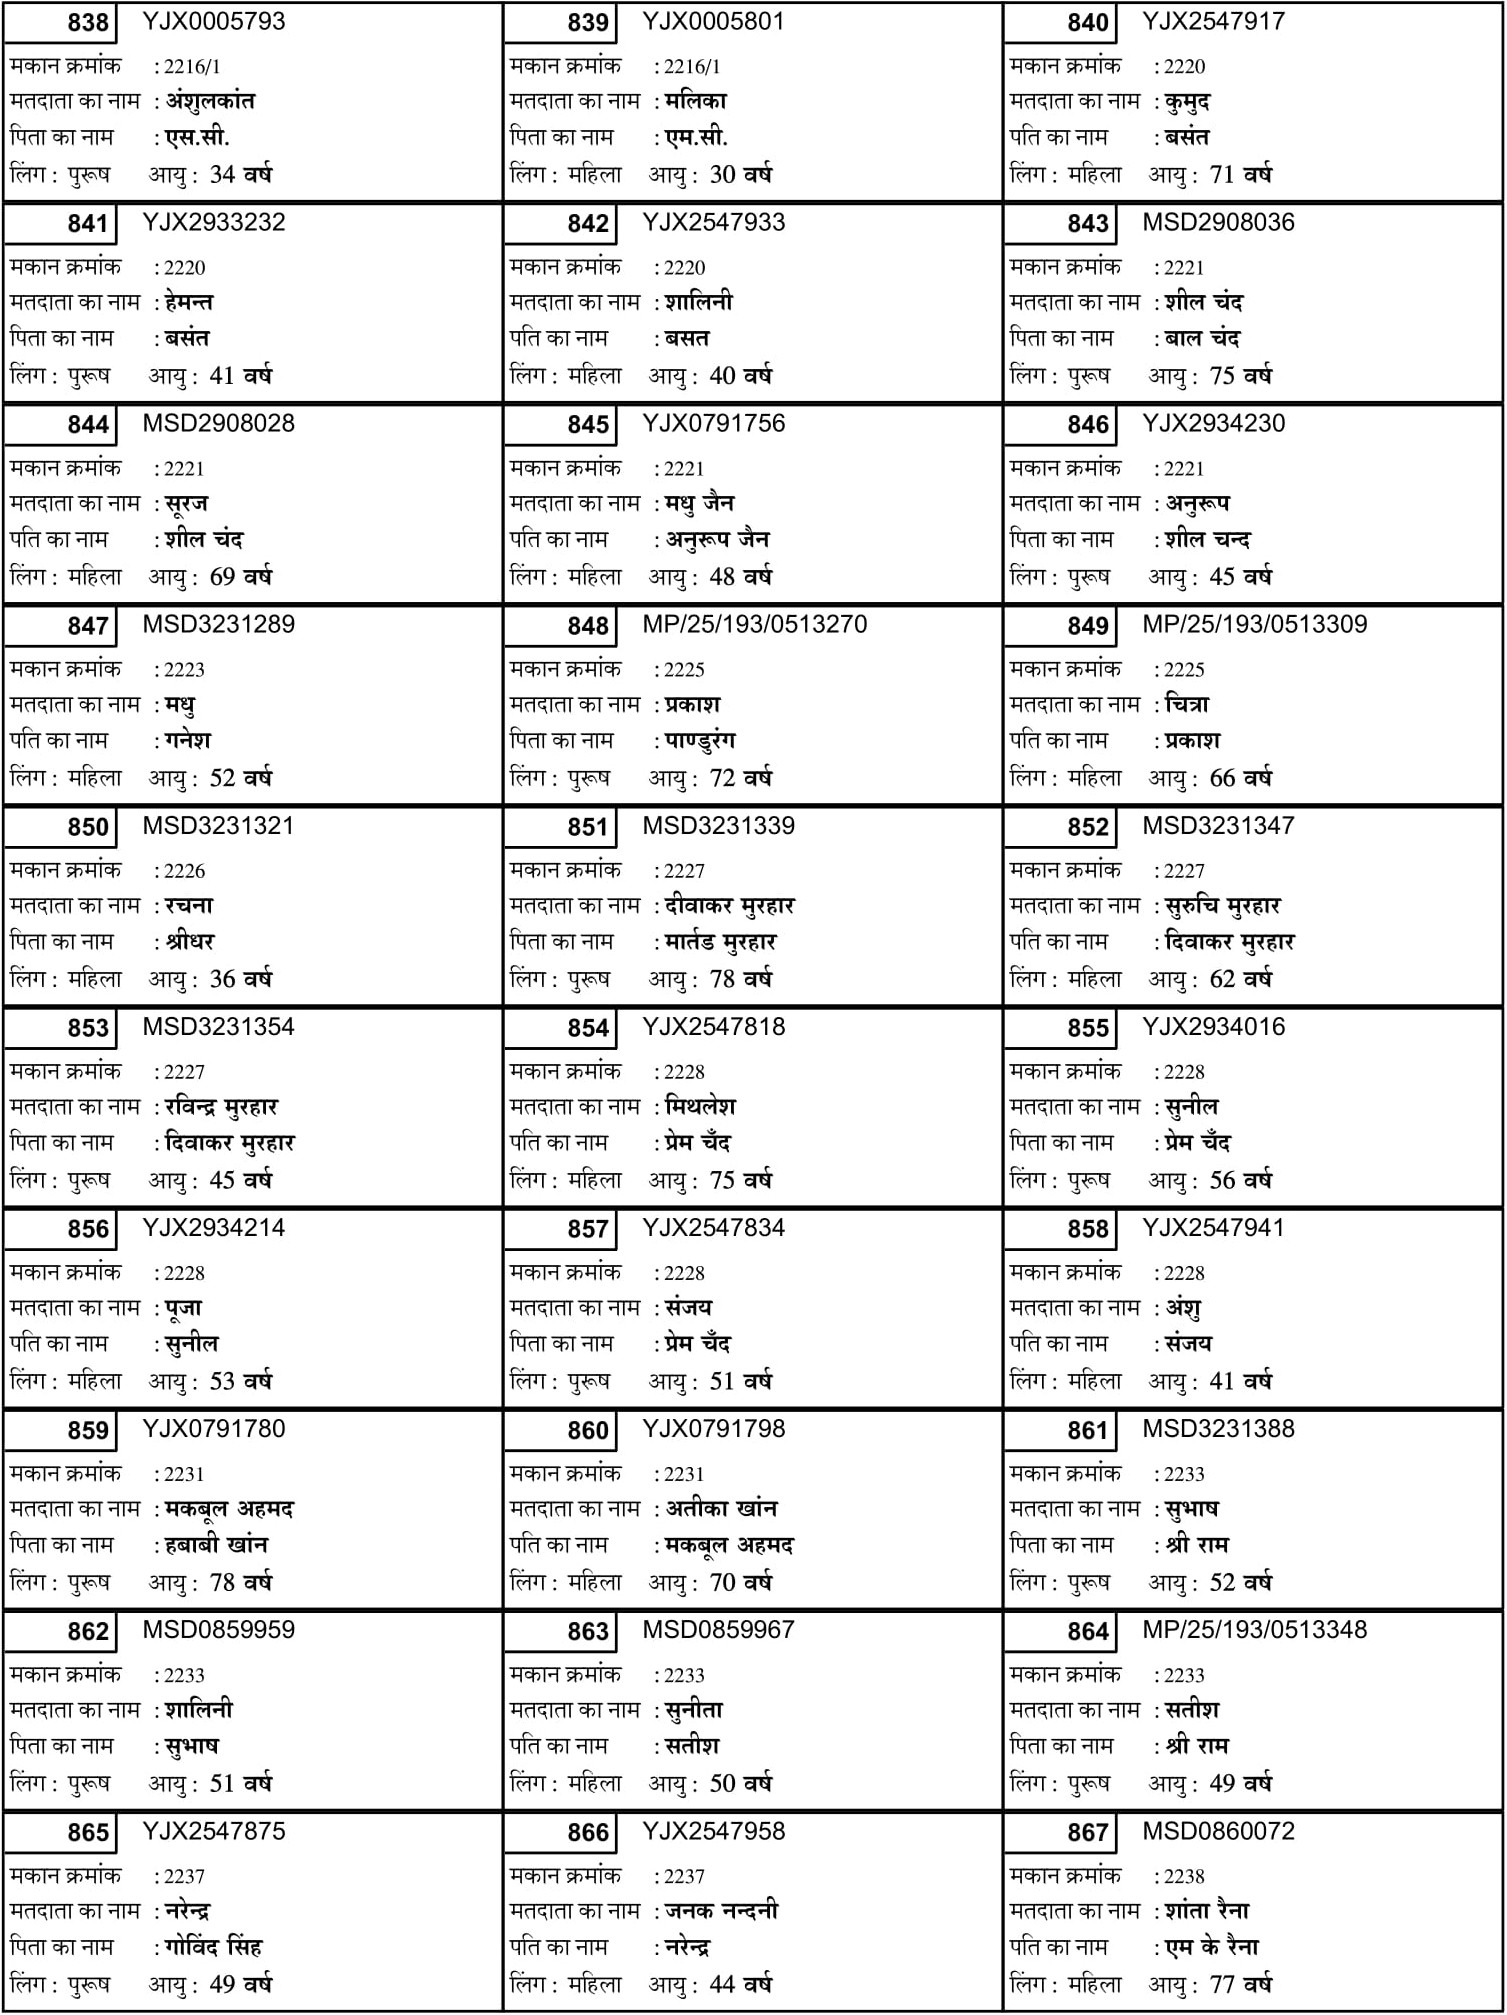 838 YJX0005793
मकान क्रमांक : 2216/1
मतदाता का नाम : अंशुलकांत
पिता का नाम : एस.सी.
लिंग : पुरूष आयु : 34 वर्ष
839 YJX0005801
मकान क्रमांक : 2216/1
मतदाता का नाम : मलिका
पिता का नाम : एम.सी.
लिंग : महिला आयु : 30 वर्ष
840 YJX2547917
मकान क्रमांक : 2220
मतदाता का नाम : कुमुद
पति का नाम : बसंत
लिंग : महिला आयु : 71 वर्ष
841 YJX2933232
मकान क्रमांक : 2220
मतदाता का नाम : हेमन्त
पिता का नाम : बसंत
लिंग : पुरूष आयु : 41 वर्ष
842 YJX2547933
मकान क्रमांक : 2220
मतदाता का नाम : शालिनी
पति का नाम : बसत
लिंग : महिला आयु : 40 वर्ष
843 MSD2908036
मकान क्रमांक : 2221
मतदाता का नाम : शील चंद
पिता का नाम : बाल चंद
लिंग : पुरूष आयु : 75 वर्ष
844 MSD2908028
मकान क्रमांक : 2221
मतदाता का नाम : सूरज
पति का नाम : शील चंद
लिंग : महिला आयु : 69 वर्ष
845 YJX0791756
मकान क्रमांक : 2221
मतदाता का नाम : मधु जैन
पति का नाम : अनुरूप जैन
लिंग : महिला आयु : 48 वर्ष
846 YJX2934230
मकान क्रमांक : 2221
मतदाता का नाम : अनुरूप
पिता का नाम : शील चन्द
लिंग : पुरूष आयु : 45 वर्ष
847 MSD3231289
मकान क्रमांक : 2223
मतदाता का नाम : मधु
पति का नाम : गनेश
लिंग : महिला आयु : 52 वर्ष
848 MP/25/193/0513270
मकान क्रमांक : 2225
मतदाता का नाम : प्रकाश
पिता का नाम : पाण्डुरंग
लिंग : पुरूष आयु : 72 वर्ष
849 MP/25/193/0513309
मकान क्रमांक : 2225
मतदाता का नाम : चित्रा
पति का नाम : प्रकाश
लिंग : महिला आयु : 66 वर्ष
850 MSD3231321
मकान क्रमांक : 2226
मतदाता का नाम : रचना
पिता का नाम : श्रीधर
लिंग : महिला आयु : 36 वर्ष
851 MSD3231339
मकान क्रमांक : 2227
मतदाता का नाम : दीवाकर मुरहार
पिता का नाम : मार्तड मुरहार
लिंग : पुरूष आयु : 78 वर्ष
852 MSD3231347
मकान क्रमांक : 2227
मतदाता का नाम : सुरुचि मुरहार
पति का नाम : दिवाकर मुरहार
लिंग : महिला आयु : 62 वर्ष
853 MSD3231354
मकान क्रमांक : 2227
मतदाता का नाम : रविन्द्र मुरहार
पिता का नाम : दिवाकर मुरहार
लिंग : पुरूष आयु : 45 वर्ष
854 YJX2547818
मकान क्रमांक : 2228
मतदाता का नाम : मिथलेश
पति का नाम : प्रेम चँद
लिंग : महिला आयु : 75 वर्ष
855 YJX2934016
मकान क्रमांक : 2228
मतदाता का नाम : सुनील
पिता का नाम : प्रेम चँद
लिंग : पुरूष आयु : 56 वर्ष
856 YJX2934214
मकान क्रमांक : 2228
मतदाता का नाम : पूजा
पति का नाम : सुनील
लिंग : महिला आयु : 53 वर्ष
857 YJX2547834
मकान क्रमांक : 2228
मतदाता का नाम : संजय
पिता का नाम : प्रेम चँद
लिंग : पुरूष आयु : 51 वर्ष
858 YJX2547941
मकान क्रमांक : 2228
मतदाता का नाम : अंशु
पति का नाम : संजय
लिंग : महिला आयु : 41 वर्ष
859 YJX0791780
मकान क्रमांक : 2231
मतदाता का नाम : मकबूल अहमद
पिता का नाम : हबाबी खांन
लिंग : पुरूष आयु : 78 वर्ष
860 YJX0791798
मकान क्रमांक : 2231
मतदाता का नाम : अतीका खांन
पति का नाम : मकबूल अहमद
लिंग : महिला आयु : 70 वर्ष
861 MSD3231388
मकान क्रमांक : 2233
मतदाता का नाम : सुभाष
पिता का नाम : श्री राम
लिंग : पुरूष आयु : 52 वर्ष
862 MSD0859959
मकान क्रमांक : 2233
मतदाता का नाम : शालिनी
पिता का नाम : सुभाष
लिंग : पुरूष आयु : 51 वर्ष
863 MSD0859967
मकान क्रमांक : 2233
मतदाता का नाम : सुनीता
पति का नाम : सतीश
लिंग : महिला आयु : 50 वर्ष
864 MP/25/193/0513348
मकान क्रमांक : 2233
मतदाता का नाम : सतीश
पिता का नाम : श्री राम
लिंग : पुरूष आयु : 49 वर्ष
865 YJX2547875
मकान क्रमांक : 2237
मतदाता का नाम : नरेन्द्र
पिता का नाम : गोविंद सिंह
लिंग : पुरूष आयु : 49 वर्ष
866 YJX2547958
मकान क्रमांक : 2237
मतदाता का नाम : जनक नन्दनी
पति का नाम : नरेन्द्र
लिंग : महिला आयु : 44 वर्ष
867 MSD0860072
मकान क्रमांक : 2238
मतदाता का नाम : शांता रैना
पति का नाम : एम के रैना
लिंग : महिला आयु : 77 वर्ष